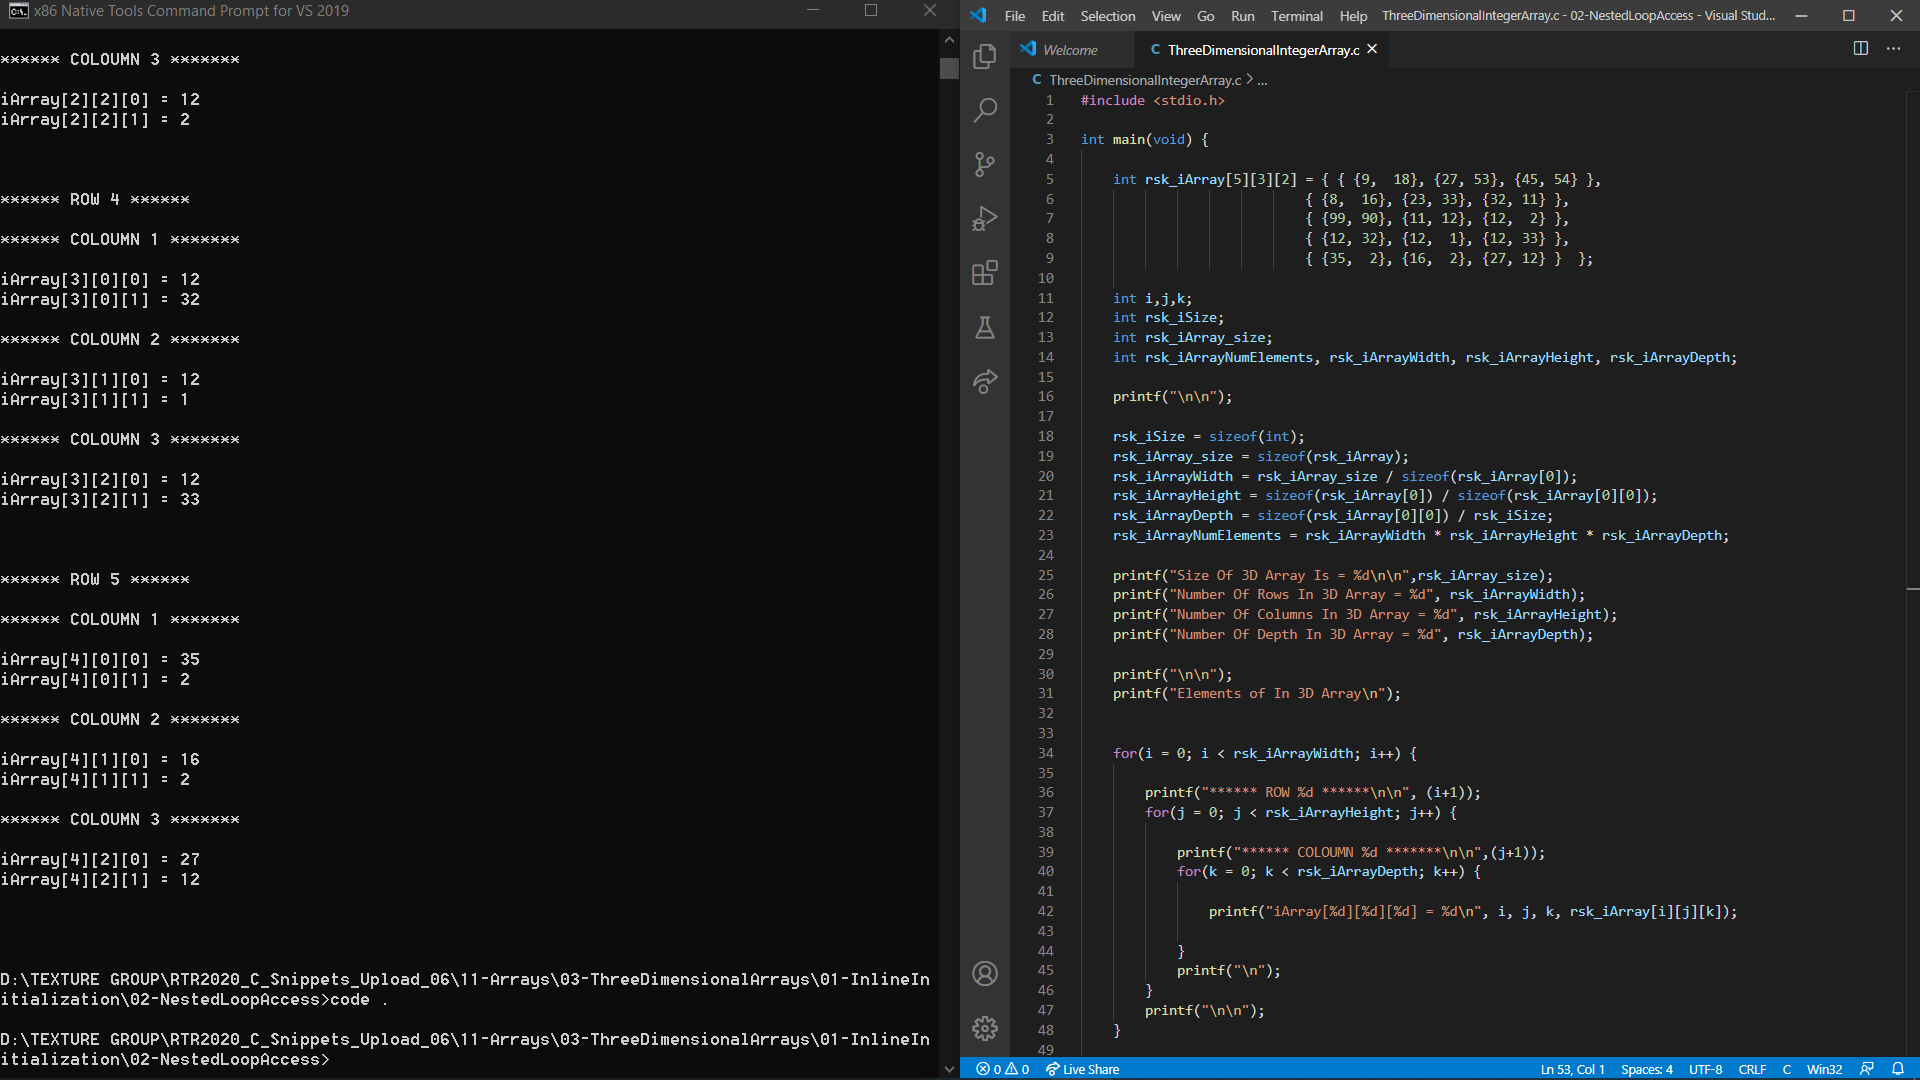 x86 Native Tools Command Prompt for VS 2019
****** COLOUMN 3 *******
iArray[2][2][0] = 12
iArray[2][2][1] = 2
****** ROW 4 ******
****** COLOUMN 1 *******
iArray[3][0][0] = 12
iArray[3][0][1] = 32
****** COLOUMN 2 *******
iArray[3][1][0] = 12
iArray[3][1][1] = 1
****** COLOUMN 3 *******
iArray[3][2][0] = 12
iArray[3][2][1] = 33
****** ROW 5 ******
****** COLOUMN 1 *******
iArray[4][0][0] = 35
iArray[4][0][1] = 2
****** COLOUMN 2 *******
iArray[4][1][0] = 16
iArray[4][1][1] = 2
****** COLOUMN 3 *******
iArray[4][2][0] = 27
iArray[4][2][1] = 12
D:\TEXTURE GROUP\RTR2020_C_Snippets_Upload_06\11-Arrays\03-ThreeDimensionalArrays\01-InlineIn
itialization\02-NestedLoopAccess>code .
D:\TEXTURE GROUP\RTR2020_C_Snippets_Upload_06\11-Arrays\03-ThreeDimensionalArrays\01-InlineIn
itialization\02-NestedLoopAccess>
File Edit Selection View Go Run Terminal Help ThreeDimensionalIntegerArray.c - 02-NestedLoopAccess - Visual Stud...
Welcome C ThreeDimensionalIntegerArray.c
C ThreeDimensionalIntegerArray.c > ...
1 #include <stdio.h>
2
3 int main(void) {
4
5 int rsk_iArray[5][3][2] = { { {9,  18}, {27, 53}, {45, 54} },
6 { {8,  16}, {23, 33}, {32, 11} },
7 { {99, 90}, {11, 12}, {12,  2} },
8 { {12, 32}, {12,  1}, {12, 33} },
9 { {35,  2}, {16,  2}, {27, 12} }  };
10
11 int i,j,k;
12 int rsk_iSize;
13 int rsk_iArray_size;
14 int rsk_iArrayNumElements, rsk_iArrayWidth, rsk_iArrayHeight, rsk_iArrayDepth;
15
16 printf("\n\n");
17
18 rsk_iSize = sizeof(int);
19 rsk_iArray_size = sizeof(rsk_iArray);
20 rsk_iArrayWidth = rsk_iArray_size / sizeof(rsk_iArray[0]);
21 rsk_iArrayHeight = sizeof(rsk_iArray[0]) / sizeof(rsk_iArray[0][0]);
22 rsk_iArrayDepth = sizeof(rsk_iArray[0][0]) / rsk_iSize;
23 rsk_iArrayNumElements = rsk_iArrayWidth * rsk_iArrayHeight * rsk_iArrayDepth;
24
25 printf("Size Of 3D Array Is = %d\n\n",rsk_iArray_size);
26 printf("Number Of Rows In 3D Array = %d", rsk_iArrayWidth);
27 printf("Number Of Columns In 3D Array = %d", rsk_iArrayHeight);
28 printf("Number Of Depth In 3D Array = %d", rsk_iArrayDepth);
29
30 printf("\n\n");
31 printf("Elements of In 3D Array\n");
32
33
34 for(i = 0; i < rsk_iArrayWidth; i++) {
35
36 printf("****** ROW %d ******\n\n", (i+1));
37 for(j = 0; j < rsk_iArrayHeight; j++) {
38
39 printf("****** COLOUMN %d *******\n\n",(j+1));
40 for(k = 0; k < rsk_iArrayDepth; k++) {
41
42 printf("iArray[%d][%d][%d] = %d\n", i, j, k, rsk_iArray[i][j][k]);
43
44 }
45 printf("\n");
46 }
47 printf("\n\n");
48 }
49
0 0 Live Share Ln 53, Col 1 Spaces: 4 UTF-8 CRLF C Win32